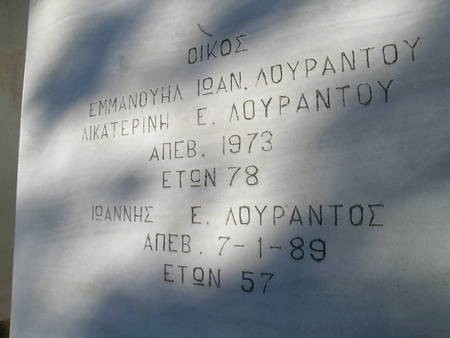 ΟΙΚΟΣ
ΕΜΜΑΝΟΥΗΛ ΙΩΑΝ. ΛΟΥΡΑΝΤΟΥ
ΑΙΚΑΤΕΡΙΝΗ Ε. ΛΟΥΡΑΝΤΟΥ
ΑΠΕΒ. 1973
ΕΤΩΝ 78
ΙΩΑΝΝΗΣ Ε. ΛΟΥΡΑΝΤΟΣ
ΑΠΕΒ. 7-1-89
ΕΤΩΝ 57